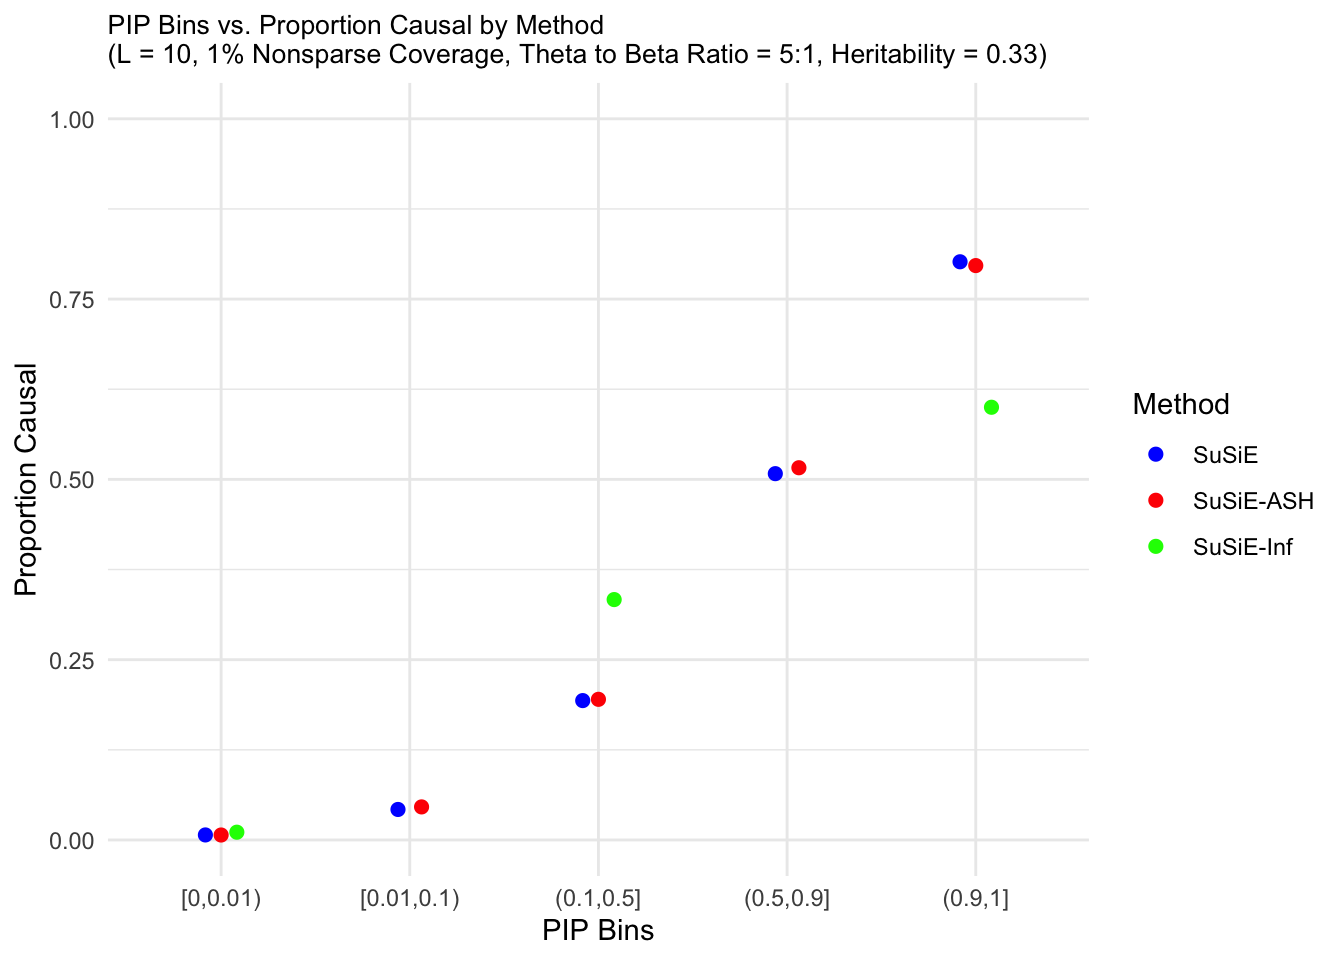 PIP Bins vs. Proportion Causal by Method
(L = 10, 1% Nonsparse Coverage, Theta to Beta Ratio = 5:1, Heritability = 0.33)
1.00
0.75
0.50
0.25
0.00
Proportion Causal
[0,0.01)
[0.01,0.1)
(0.1,0.5]
(0.5,0.9]
(0.9,1]
PIP Bins
Method
SuSiE
SuSiE-ASH
SuSiE-Inf